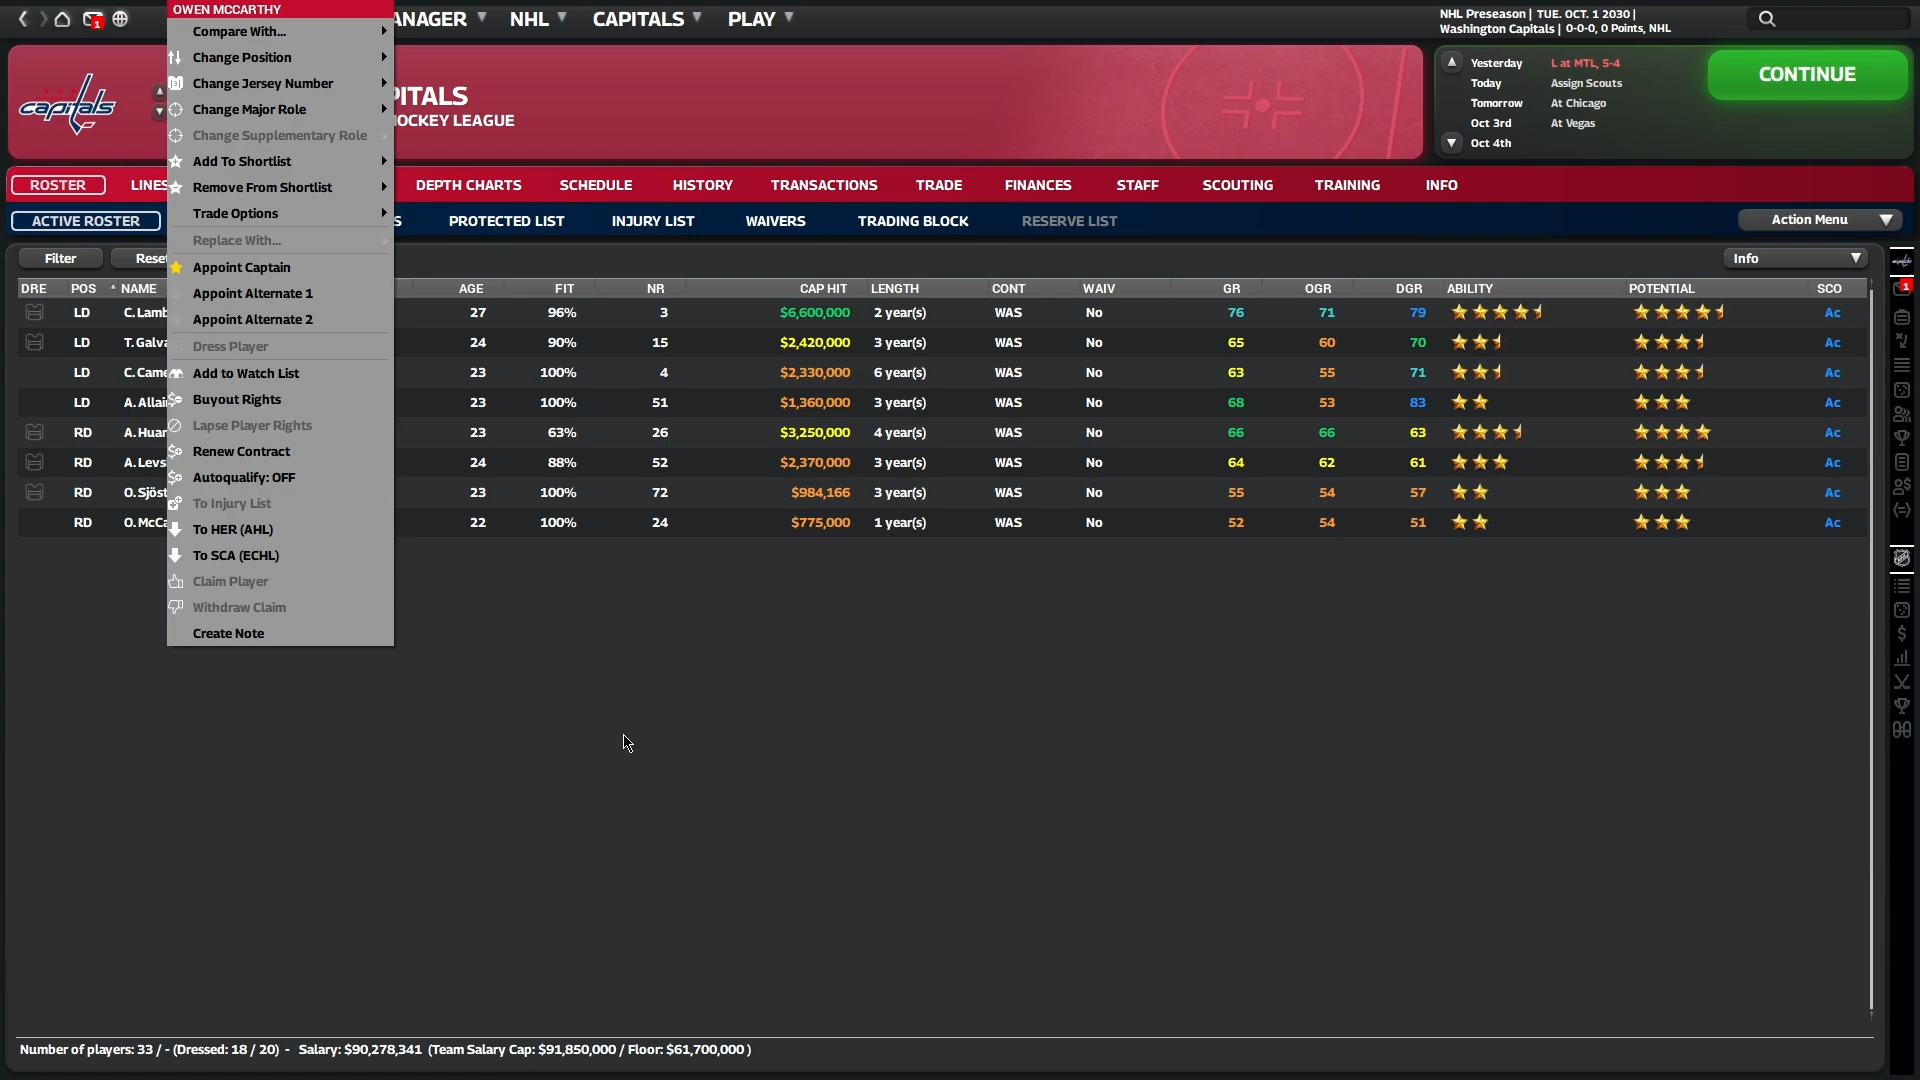 OWEN MCCARTHY
ANAGER
NHL
CAPITALS
PLAY
NHL Preseason | TUE. OCT. 1 2030 |
Washington Capitals | 0-0-0, 0 Points, NHL
1
Compare With...
Change Position
Change Jersey Number
Change Major Role
Change Supplementary Role
Add To Shortlist
Remove From Shortlist
Trade Options
Replace With...
Appoint Captain
Appoint Alternate 1
Appoint Alternate 2
Dress Player
Add to Watch List
Buyout Rights
Lapse Player Rights
Renew Contract
Autoqualify: OFF
To Injury List
To HER (AHL)
To SCA (ECHL)
Claim Player
Withdraw Claim
Create Note
capitals
PITALS
OCKEY LEAGUE
Yesterday L at MTL, 5-4
Today Assign Scouts
Tomorrow At Chicago
Oct 3rd At Vegas
Oct 4th
CONTINUE
ROSTER LINES DEPTH CHARTS SCHEDULE HISTORY TRANSACTIONS TRADE FINANCES STAFF SCOUTING TRAINING INFO
ACTIVE ROSTER S PROTECTED LIST INJURY LIST WAIVERS TRADING BLOCK RESERVE LIST Action Menu
Filter Reset Info
DRE POS NAME AGE FIT NR CAP HIT LENGTH CONT WAIV GR OGR DGR ABILITY POTENTIAL SCO
LD C. Lamb 27 96% 3 $6,600,000 2 year(s) WAS No 76 71 79 Ac
LD T. Galva 24 90% 15 $2,420,000 3 year(s) WAS No 65 60 70 Ac
LD C. Came 23 100% 4 $2,330,000 6 year(s) WAS No 63 55 71 Ac
LD A. Allai 23 100% 51 $1,360,000 3 year(s) WAS No 68 53 83 Ac
RD A. Huar 23 63% 26 $3,250,000 4 year(s) WAS No 66 66 63 Ac
RD A. Levs 24 88% 52 $2,370,000 3 year(s) WAS No 64 62 61 Ac
RD O. Sjöst 23 100% 72 $984,166 3 year(s) WAS No 55 54 57 Ac
RD O. McCa 22 100% 24 $775,000 1 year(s) WAS No 52 54 51 Ac
1
Number of players: 33 / - (Dressed: 18 / 20) - Salary: $90,278,341 (Team Salary Cap: $91,850,000 / Floor: $61,700,000 )